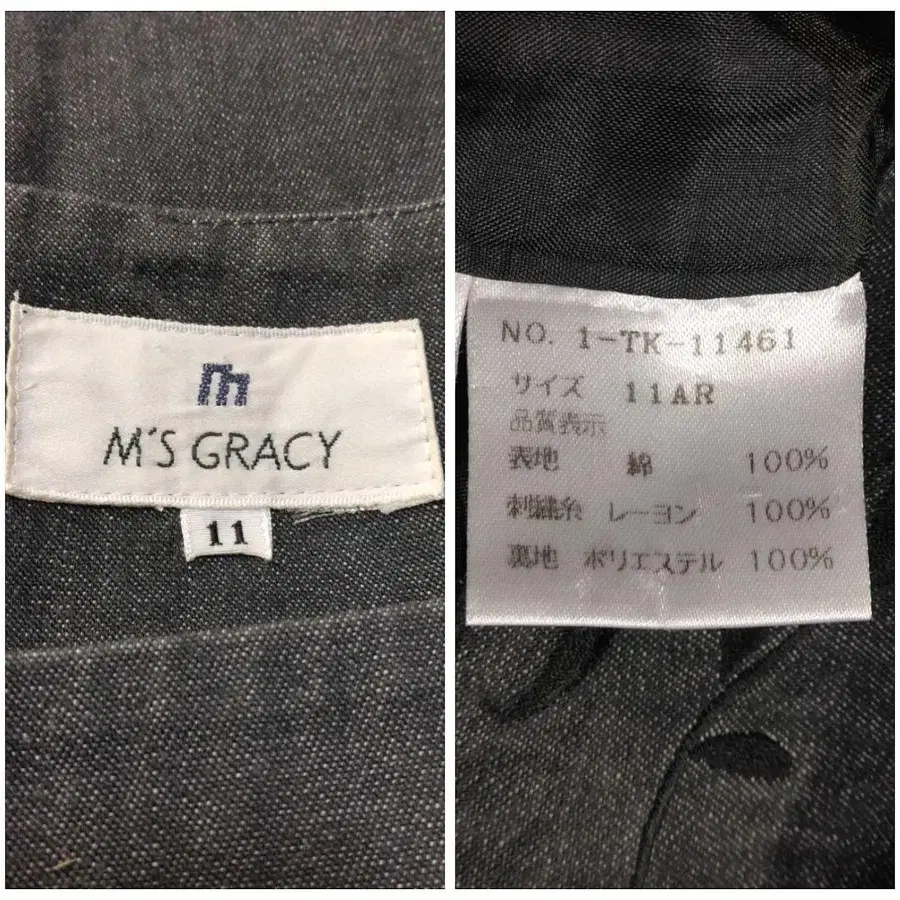 m
M'S GRACY
11
NO. 1-TK-11461
サイズ 11AR
品質表示
表地 綿 100%
刺繍糸 レーヨン 100%
裏地 ポリエステル 100%